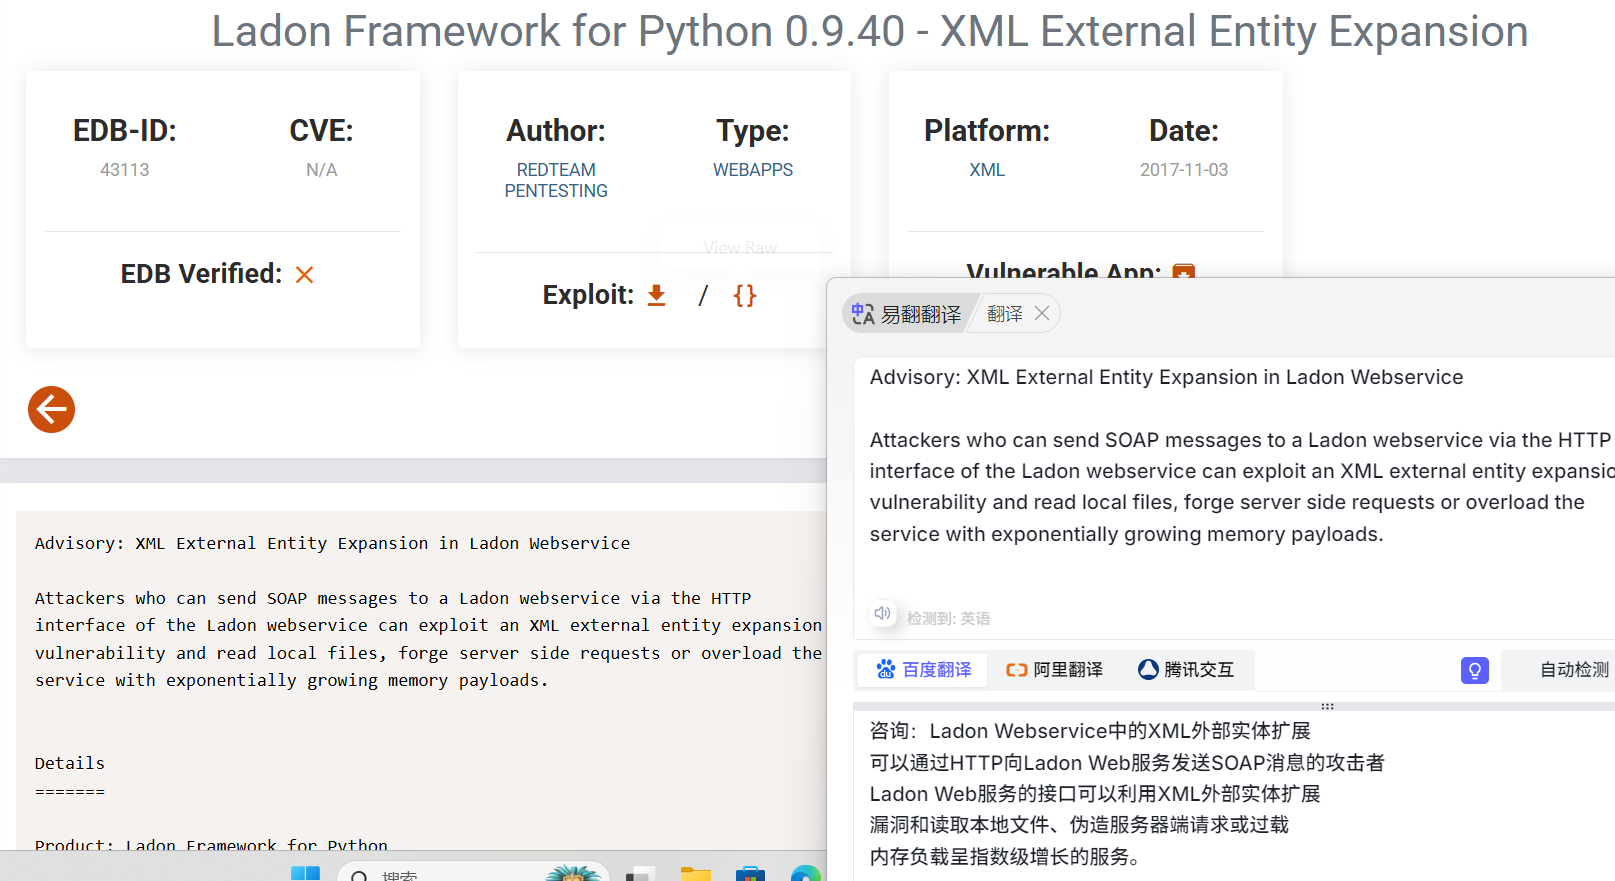 Ladon Framework for Python 0.9.40 - XML External Entity Expansion
EDB-ID:
43113
CVE:
N/A
EDB Verified:
Author:
REDTEAM
PENTESTING
Type:
WEBAPPS
View Raw
Exploit:
/
{}
Platform:
XML
Date:
2017-11-03
Vulnerable App:
Advisory: XML External Entity Expansion in Ladon Webservice
Attackers who can send SOAP messages to a Ladon webservice via the HTTP
interface of the Ladon webservice can exploit an XML external entity expansion
vulnerability and read local files, forge server side requests or overload the
service with exponentially growing memory payloads.
Details
=======
Product: Ladon Framework for Python
搜索
易翻翻译
翻译
Advisory: XML External Entity Expansion in Ladon Webservice
Attackers who can send SOAP messages to a Ladon webservice via the HTTP
interface of the Ladon webservice can exploit an XML external entity expansio
vulnerability and read local files, forge server side requests or overload the
service with exponentially growing memory payloads.
检测到: 英语
百度翻译
阿里翻译
腾讯交互
自动检测
咨询：Ladon Webservice中的XML外部实体扩展
可以通过HTTP向Ladon Web服务发送SOAP消息的攻击者
Ladon Web服务的接口可以利用XML外部实体扩展
漏洞和读取本地文件、伪造服务器端请求或过载
内存负载呈指数级增长的服务。